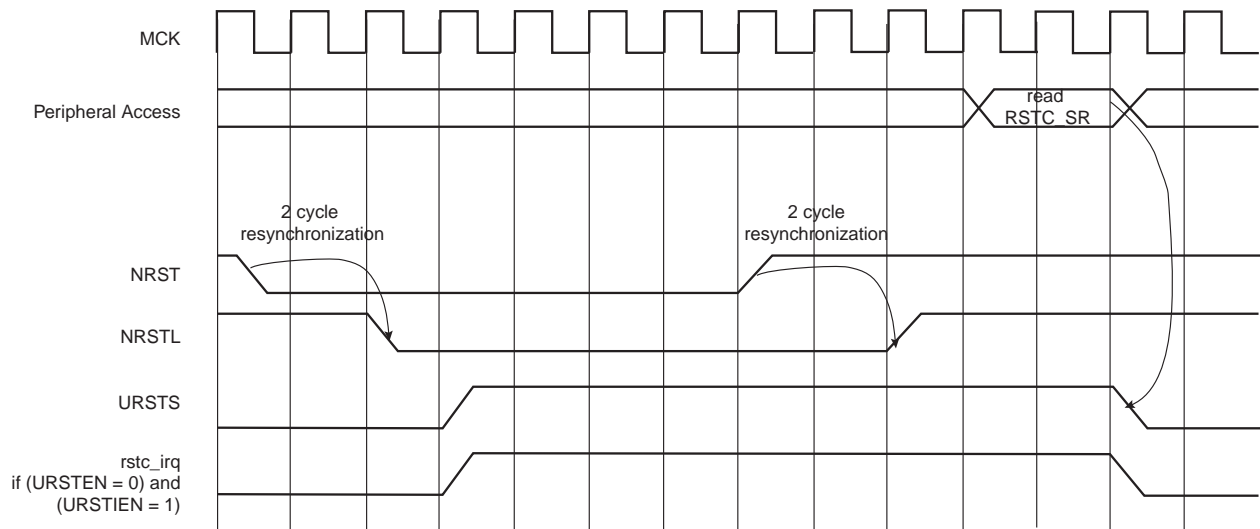 MCK
Peripheral Access
read
RSTC_SR
2 cycle
resynchronization
2 cycle
resynchronization
NRST
NRSTL
URSTS
rstc_irq
if (URSTEN = 0) and
(URSTIEN = 1)